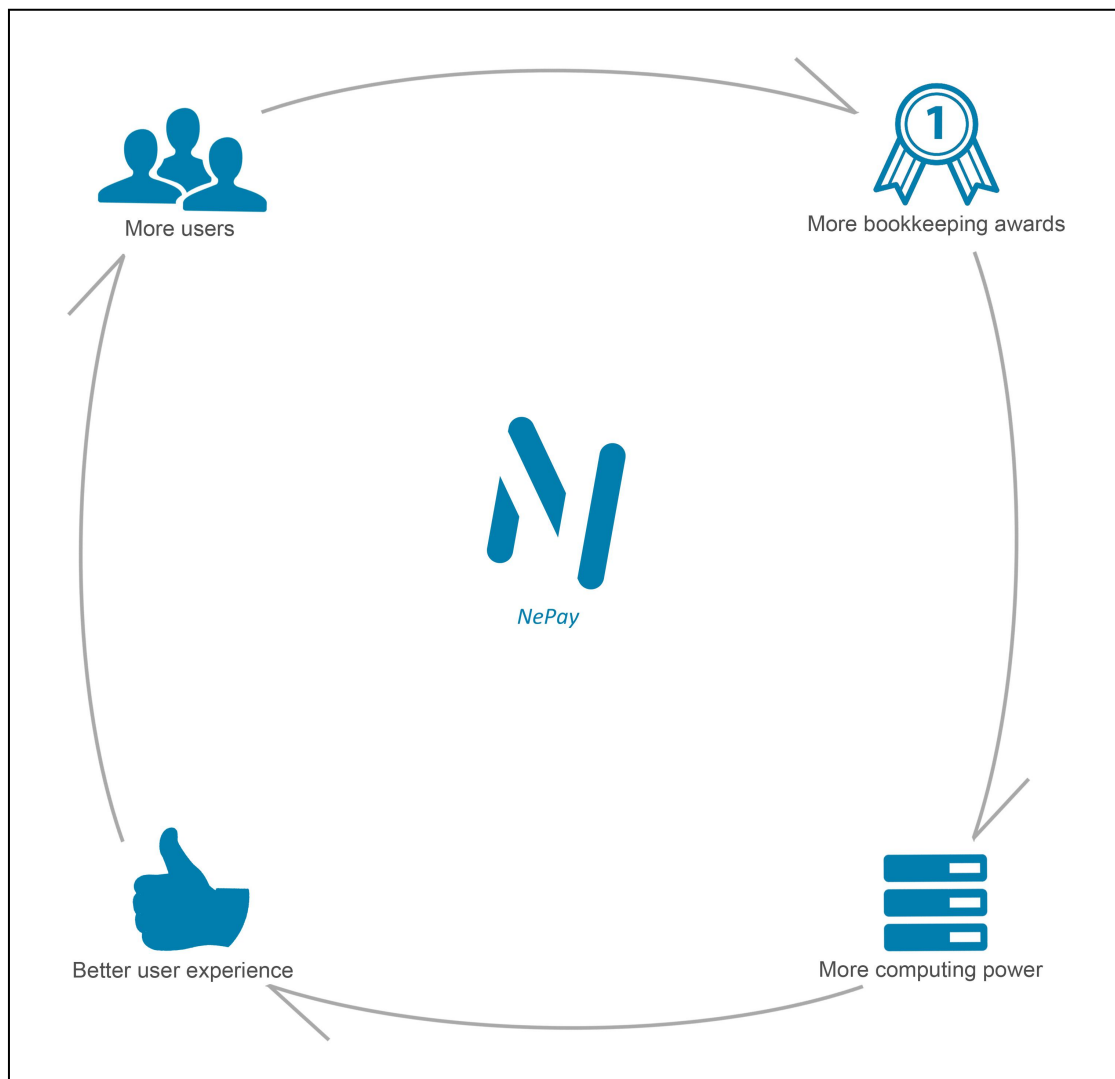 1
More users
More bookkeeping awards
NePay
Better user experience
More computing power